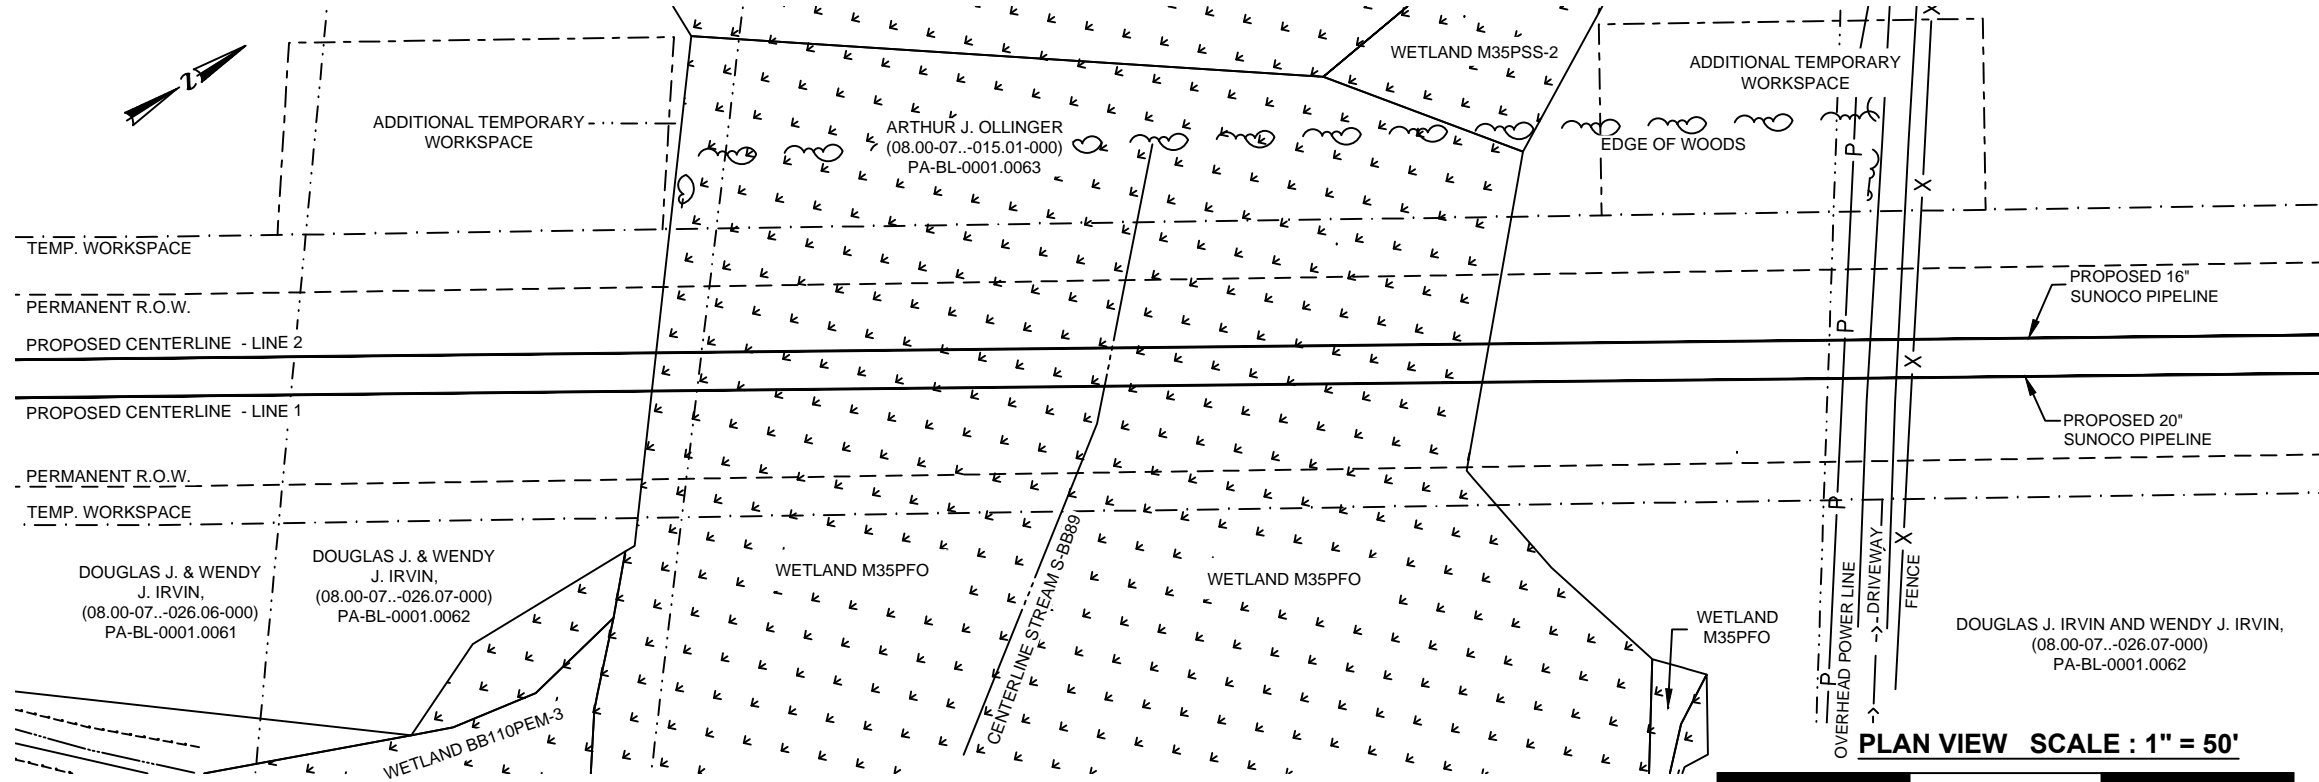 WETLAND M35PSS-2
ADDITIONAL TEMPORARY
WORKSPACE
ADDITIONAL TEMPORARY
WORKSPACE
ARTHUR J. OLLINGER
(08.00-07..-015.01-000)
PA-BL-0001.0063
EDGE OF WOODS
Z
P
X
X
TEMP. WORKSPACE
PERMANENT R.O.W.
PROPOSED 16"
SUNOCO PIPELINE
PROPOSED CENTERLINE - LINE 2
P
X
PROPOSED CENTERLINE - LINE 1
PROPOSED 20"
SUNOCO PIPELINE
PERMANENT R.O.W.
TEMP. WORKSPACE
P
X
DOUGLAS J. & WENDY
J. IRVIN,
(08.00-07..-026.06-000)
PA-BL-0001.0061
DOUGLAS J. & WENDY
J. IRVIN,
(08.00-07..-026.07-000)
PA-BL-0001.0062
WETLAND M35PFO
CENTERLINE STREAM S-BB89
WETLAND M35PFO
WETLAND
M35PFO
P
OVERHEAD POWER LINE
DRIVEWAY
FENCE
DOUGLAS J. IRVIN AND WENDY J. IRVIN,
(08.00-07..-026.07-000)
PA-BL-0001.0062
WETLAND BB110PEM-3
PLAN VIEW SCALE : 1" = 50'